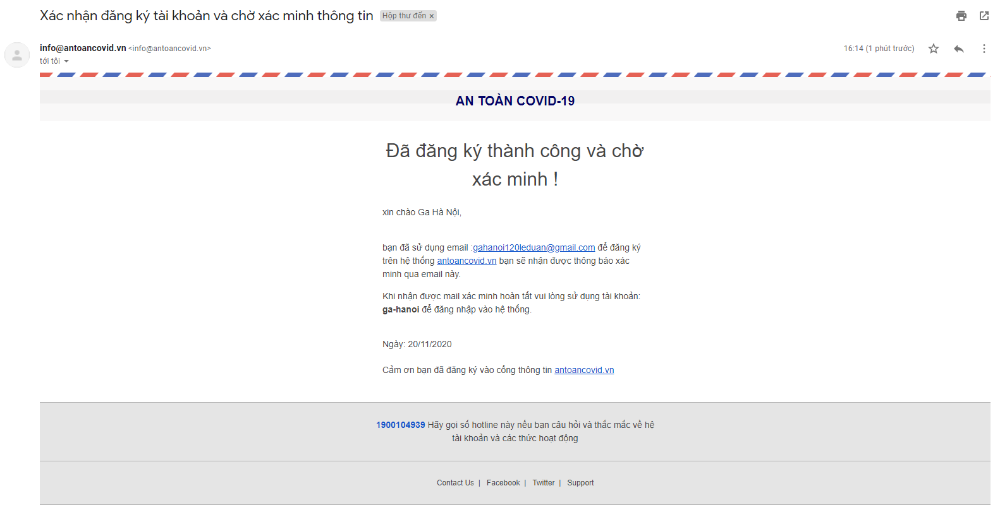 Xác nhận đăng ký tài khoản và chờ xác minh thông tin Hộp thư đến ×
info@antoancovid.vn <info@antoancovid.vn> 16:14 (1 phút trước)
tới tôi
AN TOÀN COVID-19
Đã đăng ký thành công và chờ
xác minh !
xin chào Ga Hà Nội,
bạn đã sử dụng email :gahanoi120leduan@gmail.com để đăng ký
trên hệ thống antoancovid.vn bạn sẽ nhận được thông báo xác
minh qua email này.
Khi nhận được mail xác minh hoàn tất vui lòng sử dụng tài khoản:
ga-hanoi để đăng nhập vào hệ thống.
Ngày: 20/11/2020
Cảm ơn bạn đã đăng ký vào cổng thông tin antoancovid.vn
1900104939 Hãy gọi số hotline này nếu bạn câu hỏi và thắc mắc về hệ
tài khoản và các thức hoạt động
Contact Us | Facebook | Twitter | Support